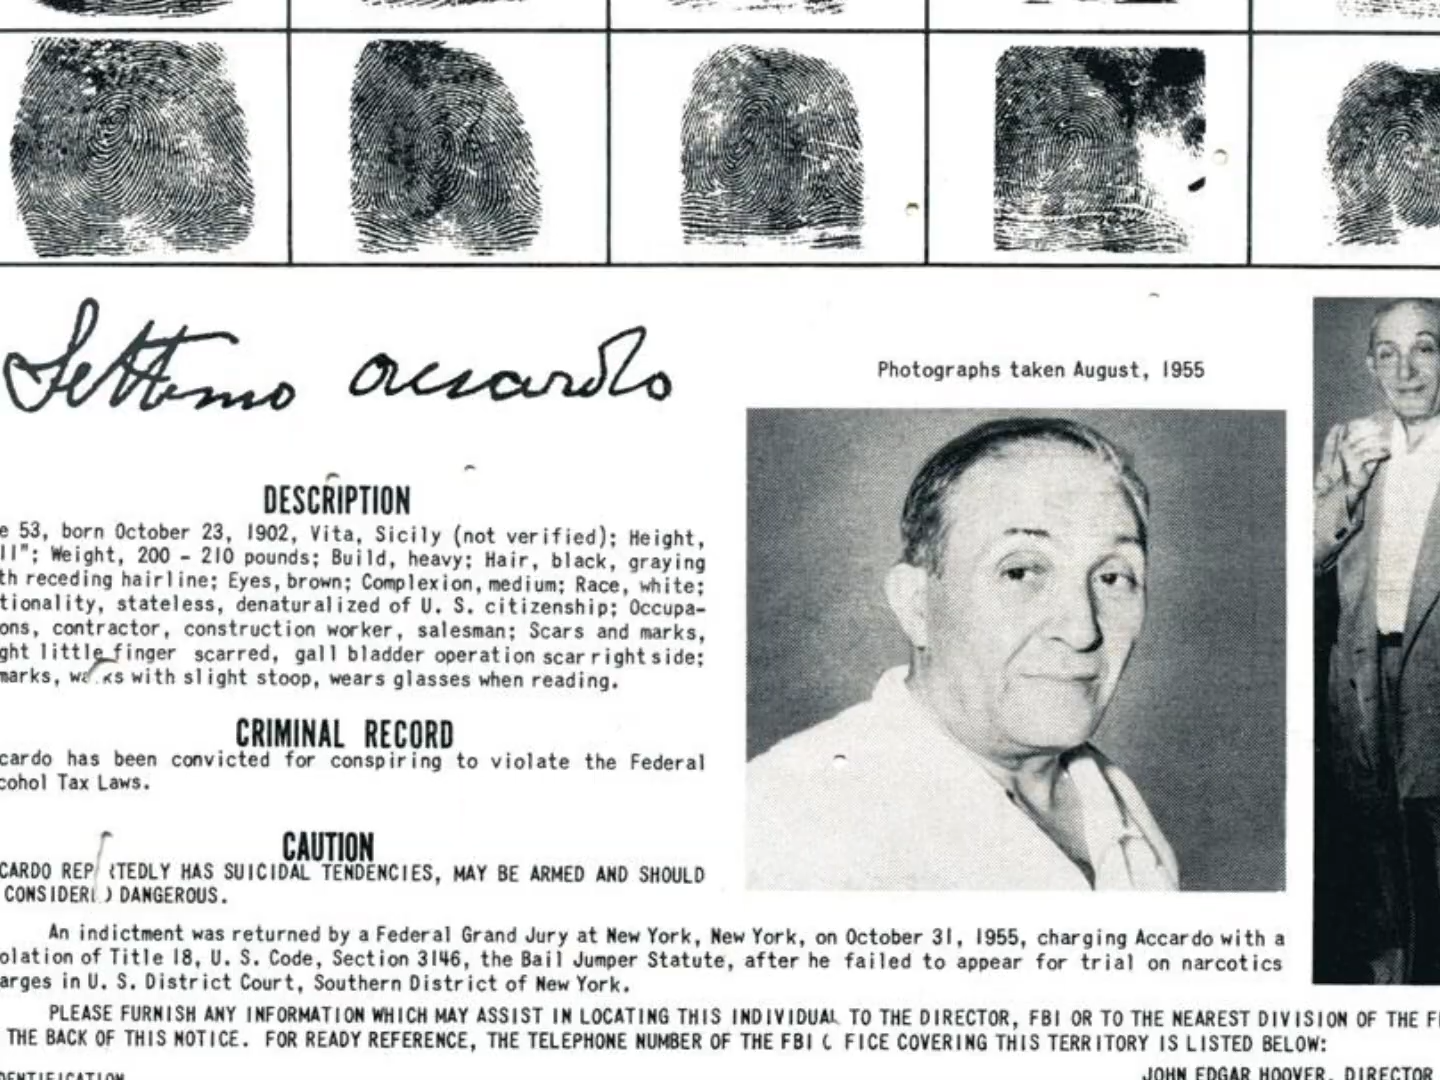 Settimo accardo
Photographs taken August, 1955
DESCRIPTION
e 53, born October 23, 1902, Vita, Sicily (not verified); Height,
11"; Weight, 200 - 210 pounds; Build, heavy; Hair, black, graying
th receding hairline; Eyes, brown; Complexion, medium; Race, white;
tionality, stateless, denaturalized of U. S. citizenship; Occupa-
ons, contractor, construction worker, salesman; Scars and marks,
ght little finger scarred, gall bladder operation scar right side;
marks, wa ks with slight stoop, wears glasses when reading.
CRIMINAL RECORD
cardo has been convicted for conspiring to violate the Federal
cohol Tax Laws.
CAUTION
CARDO REP RTEDLY HAS SUICIDAL TENDENCIES, MAY BE ARMED AND SHOULD
CONSIDER D DANGEROUS.
An indictment was returned by a Federal Grand Jury at New York, New York, on October 31, 1955, charging Accardo with a
olation of Title 18, U. S. Code, Section 3146, the Bail Jumper Statute, after he failed to appear for trial on narcotics
arges in U. S. District Court, Southern District of New York.
PLEASE FURNISH ANY INFORMATION WHICH MAY ASSIST IN LOCATING THIS INDIVIDUAL TO THE DIRECTOR, FBI OR TO THE NEAREST DIVISION OF THE F
THE BACK OF THIS NOTICE. FOR READY REFERENCE, THE TELEPHONE NUMBER OF THE FBI FICE COVERING THIS TERRITORY IS LISTED BELOW:
DENTIFICATION
JOHN EDGAR HOOVER, DIRECTOR